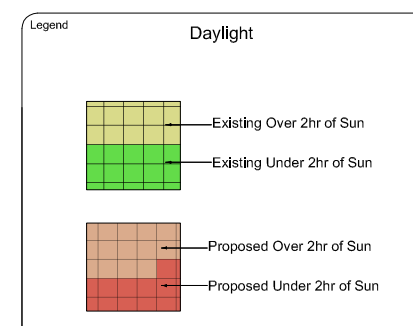 Legend
Daylight
Existing Over 2hr of Sun
Existing Under 2hr of Sun
Proposed Over 2hr of Sun
Proposed Under 2hr of Sun